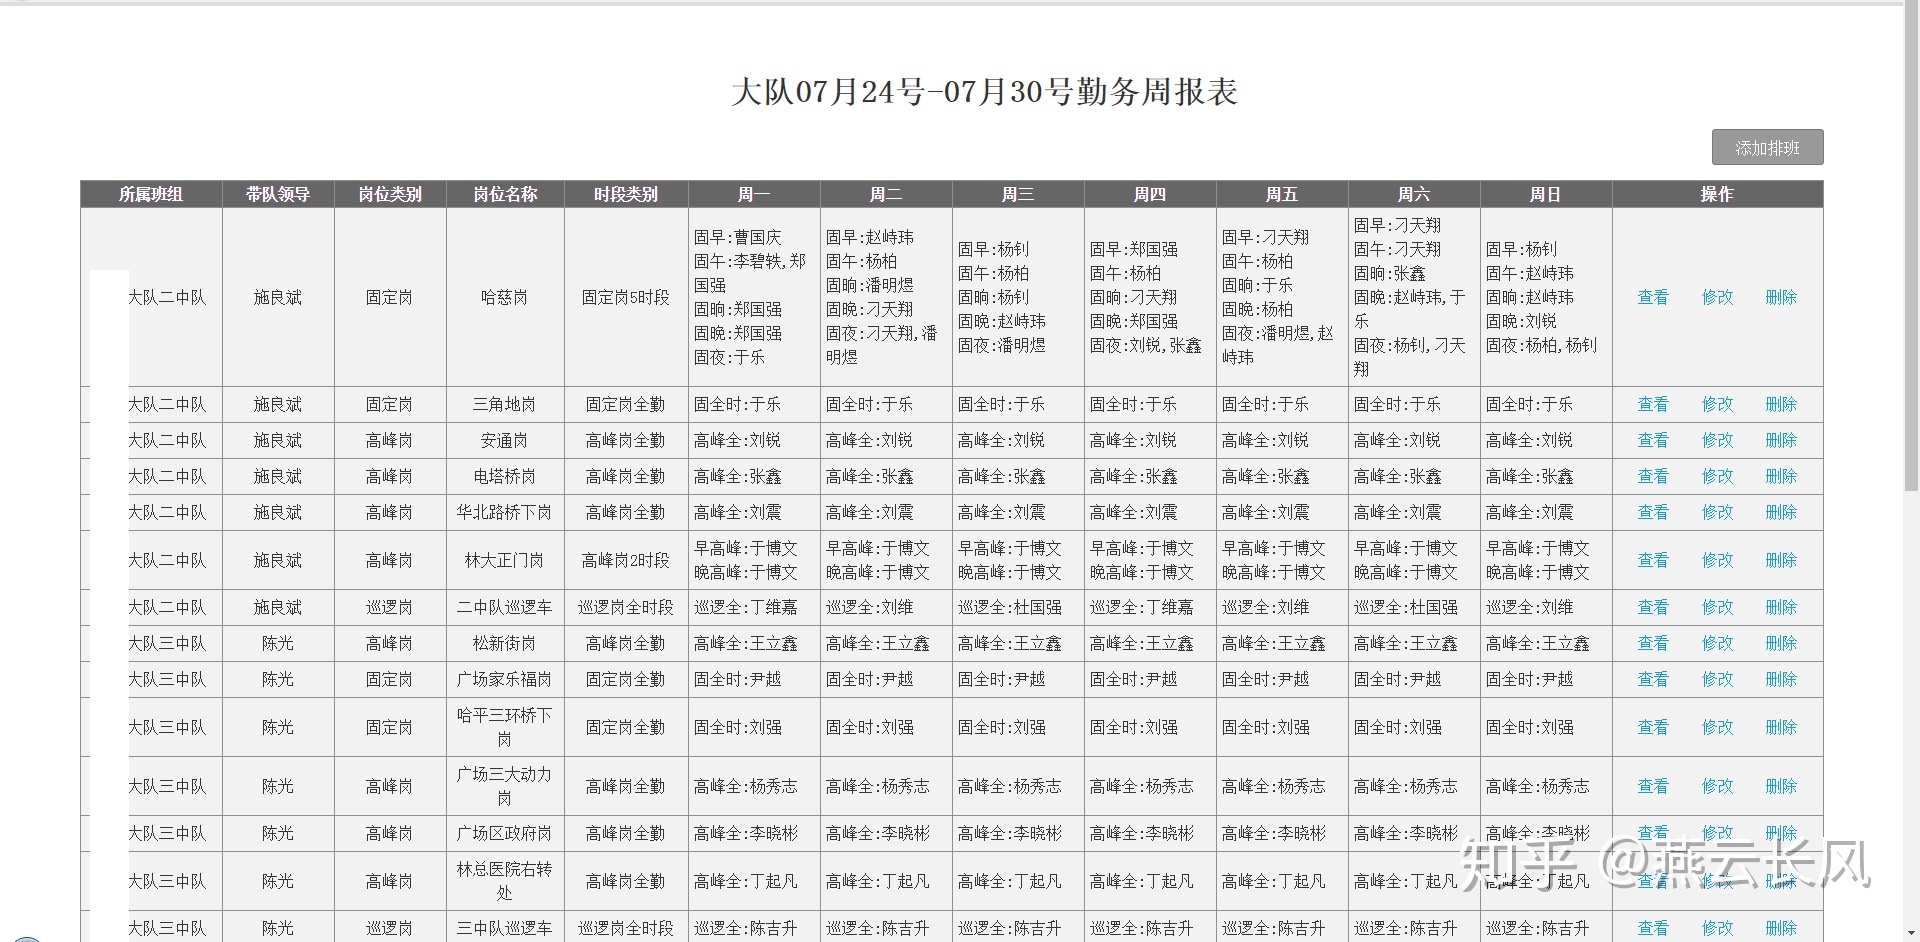 大队07月24号-07月30号勤务周报表
添加排班
所属班组 带队领导 岗位类别 岗位名称 时段类别 周一 周二 周三 周四 周五 周六 周日 操作
大队二中队 施良斌 固定岗 哈慈岗 固定岗5时段
固早:曹国庆
固午:李碧轶,郑
国强
固晌:郑国强
固晚:郑国强
固夜:于乐
固早:赵峙玮
固午:杨柏
固晌:潘明煜
固晚:刁天翔
固夜:刁天翔,潘
明煜
固早:杨钊
固午:杨柏
固晌:杨钊
固晚:赵峙玮
固夜:潘明煜
固早:郑国强
固午:杨柏
固晌:刁天翔
固晚:郑国强
固夜:刘锐,张鑫
固早:刁天翔
固午:杨柏
固晌:于乐
固晚:杨柏
固夜:潘明煜,赵
峙玮
固早:刁天翔
固午:刁天翔
固晌:张鑫
固晚:赵峙玮,于
乐
固夜:杨钊,刁天
翔
固早:杨钊
固午:赵峙玮
固晌:赵峙玮
固晚:刘锐
固夜:杨柏,杨钊
查看 修改 删除
大队二中队 施良斌 固定岗 三角地岗 固定岗全勤 固全时:于乐 固全时:于乐 固全时:于乐 固全时:于乐 固全时:于乐 固全时:于乐 固全时:于乐 查看 修改 删除
大队二中队 施良斌 高峰岗 安通岗 高峰岗全勤 高峰全:刘锐 高峰全:刘锐 高峰全:刘锐 高峰全:刘锐 高峰全:刘锐 高峰全:刘锐 高峰全:刘锐 查看 修改 删除
大队二中队 施良斌 高峰岗 电塔桥岗 高峰岗全勤 高峰全:张鑫 高峰全:张鑫 高峰全:张鑫 高峰全:张鑫 高峰全:张鑫 高峰全:张鑫 高峰全:张鑫 查看 修改 删除
大队二中队 施良斌 高峰岗 华北路桥下岗 高峰岗全勤 高峰全:刘震 高峰全:刘震 高峰全:刘震 高峰全:刘震 高峰全:刘震 高峰全:刘震 高峰全:刘震 查看 修改 删除
大队二中队 施良斌 高峰岗 林大正门岗 高峰岗2时段
早高峰:于博文 早高峰:于博文 早高峰:于博文 早高峰:于博文 早高峰:于博文 早高峰:于博文 早高峰:于博文
晚高峰:于博文 晚高峰:于博文 晚高峰:于博文 晚高峰:于博文 晚高峰:于博文 晚高峰:于博文 晚高峰:于博文
查看 修改 删除
大队二中队 施良斌 巡逻岗 二中队巡逻车 巡逻岗全时段 巡逻全:丁维嘉 巡逻全:刘维 巡逻全:杜国强 巡逻全:丁维嘉 巡逻全:刘维 巡逻全:杜国强 巡逻全:刘维 查看 修改 删除
大队三中队 陈光 高峰岗 松新街岗 高峰岗全勤 高峰全:王立鑫 高峰全:王立鑫 高峰全:王立鑫 高峰全:王立鑫 高峰全:王立鑫 高峰全:王立鑫 高峰全:王立鑫 查看 修改 删除
大队三中队 陈光 固定岗 广场家乐福岗 固定岗全勤 固全时:尹越 固全时:尹越 固全时:尹越 固全时:尹越 固全时:尹越 固全时:尹越 固全时:尹越 查看 修改 删除
大队三中队 陈光 固定岗
哈平三环桥下
岗
固定岗全勤 固全时:刘强 固全时:刘强 固全时:刘强 固全时:刘强 固全时:刘强 固全时:刘强 固全时:刘强 查看 修改 删除
大队三中队 陈光 高峰岗
广场三大动力
岗
高峰岗全勤 高峰全:杨秀志 高峰全:杨秀志 高峰全:杨秀志 高峰全:杨秀志 高峰全:杨秀志 高峰全:杨秀志 高峰全:杨秀志 查看 修改 删除
大队三中队 陈光 高峰岗 广场区政府岗 高峰岗全勤 高峰全:李晓彬 高峰全:李晓彬 高峰全:李晓彬 高峰全:李晓彬 高峰全:李晓彬 高峰全:李晓彬 高峰全:李晓彬 查看 修改 删除
大队三中队 陈光 高峰岗
林总医院右转
处
高峰岗全勤 高峰全:丁起凡 高峰全:丁起凡 高峰全:丁起凡 高峰全:丁起凡 高峰全:丁起凡 高峰全:丁起凡 高峰全:丁起凡 查看 修改 删除
大队三中队 陈光 巡逻岗 三中队巡逻车 巡逻岗全时段 巡逻全:陈吉升 巡逻全:陈吉升 巡逻全:陈吉升 巡逻全:陈吉升 巡逻全:陈吉升 巡逻全:陈吉升 巡逻全:陈吉升 查看 修改 删除
知乎 @燕云长风